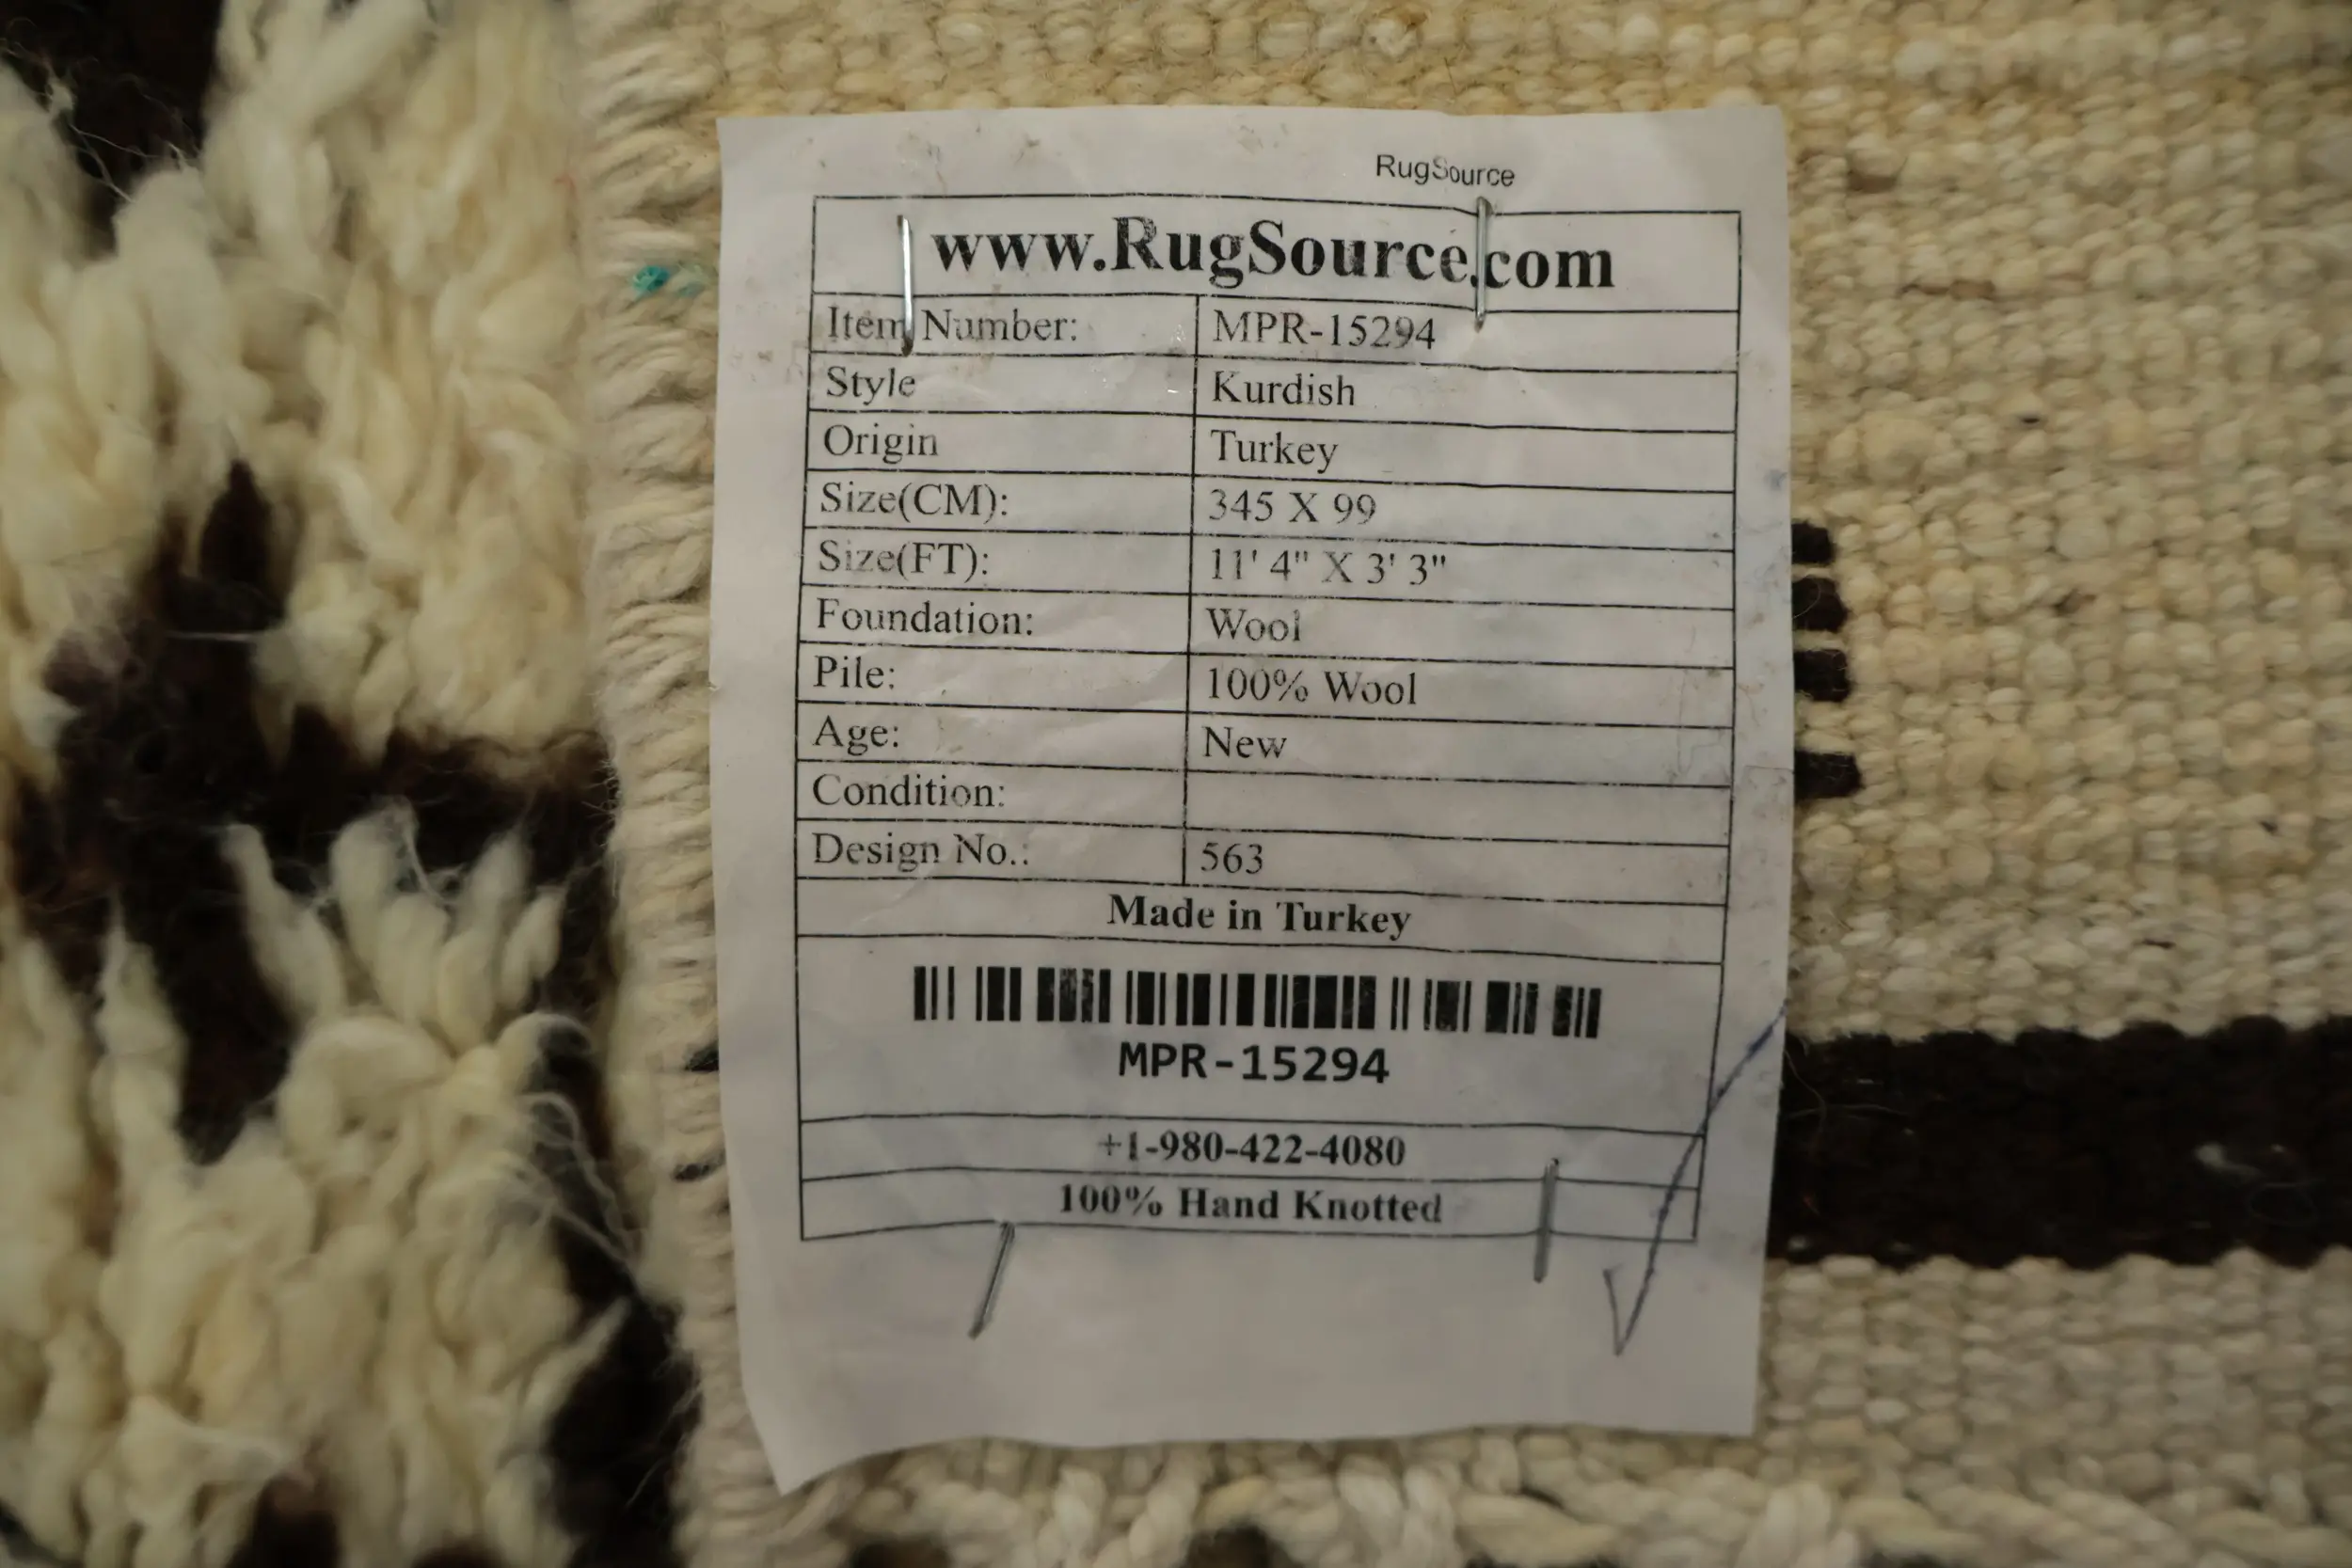 RugSource
www.RugSource.com
Item Number: MPR-15294
Style Kurdish
Origin Turkey
Size(CM): 345 X 99
Size(FT): 11' 4" X 3' 3"
Foundation: Wool
Pile: 100% Wool
Age: New
Condition:
Design No.: 563
Made in Turkey
MPR-15294
+1-980-422-4080
100% Hand Knotted